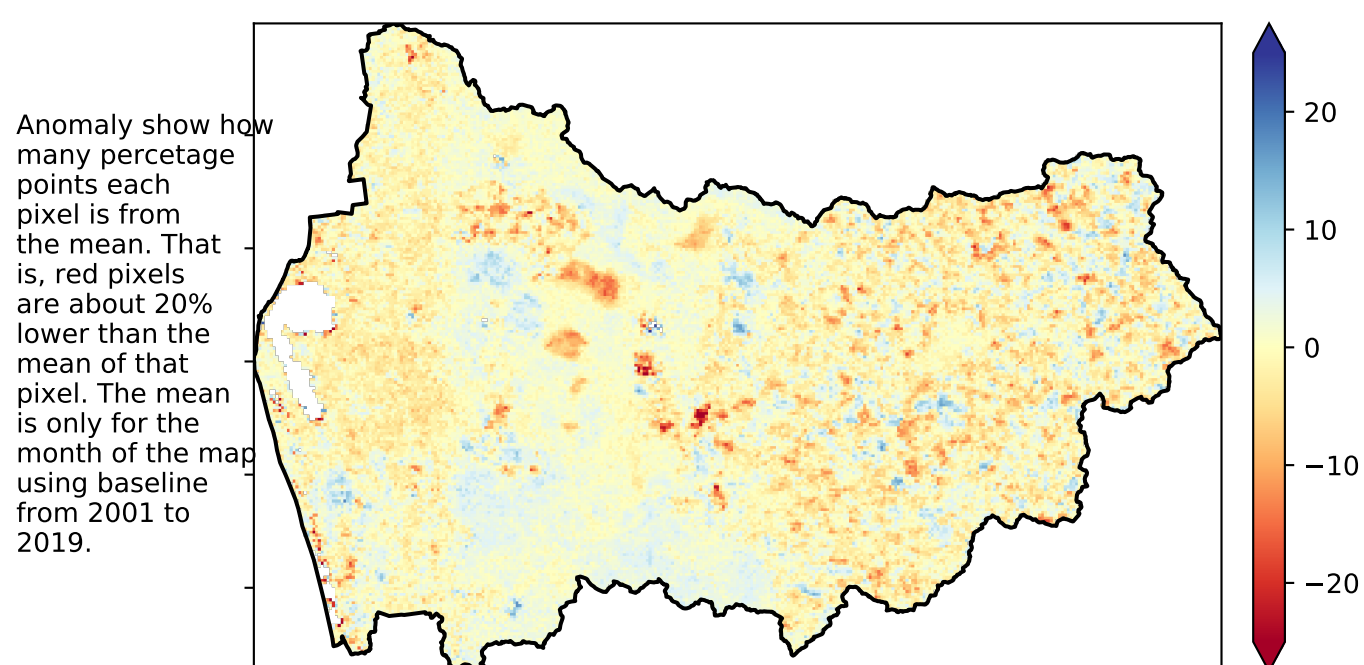 Anomaly show how
many percetage
points each
pixel is from
the mean. That
is, red pixels
are about 20%
lower than the
mean of that
pixel. The mean
is only for the
month of the map
using baseline
from 2001 to
2019.
20
10
0
−10
−20